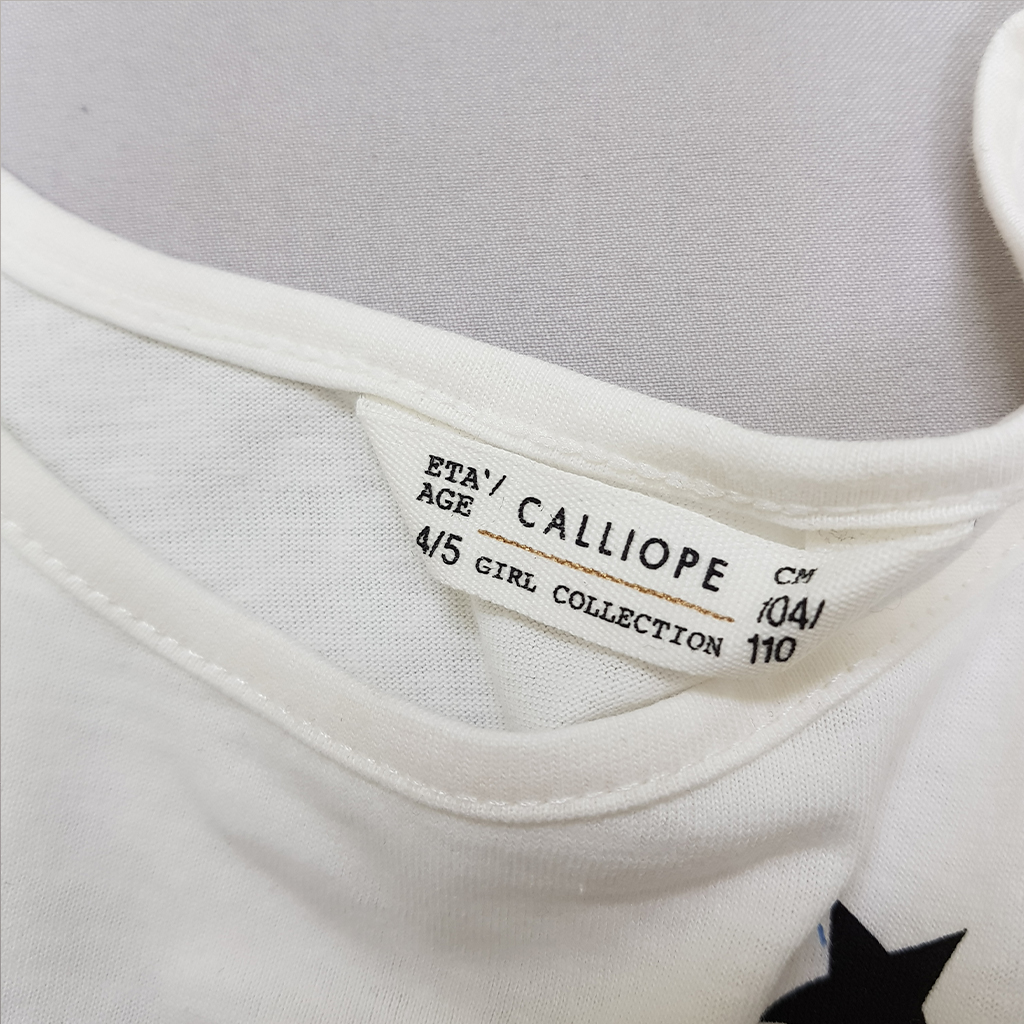 ETA'/
AGE
4/5
CALLIOPE
GIRL COLLECTION
CM
104/
110